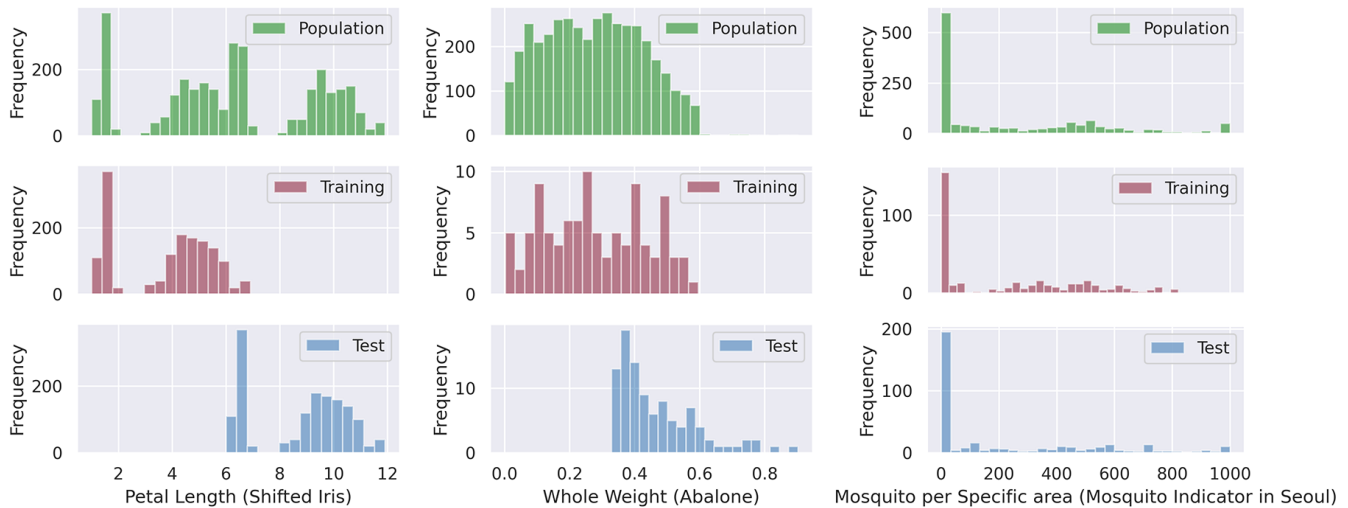 Frequency
200
0
Population
Frequency
200
100
0
Population
Frequency
500
250
0
Population
Frequency
200
0
Training
Frequency
10
5
0
Training
Frequency
100
0
Training
Frequency
200
0
Test
2 4 6 8 10 12
Petal Length (Shifted Iris)
Frequency
10
0
Test
0.0 0.2 0.4 0.6 0.8
Whole Weight (Abalone)
Frequency
200
100
0
Test
0 200 400 600 800 1000
Mosquito per Specific area (Mosquito Indicator in Seoul)